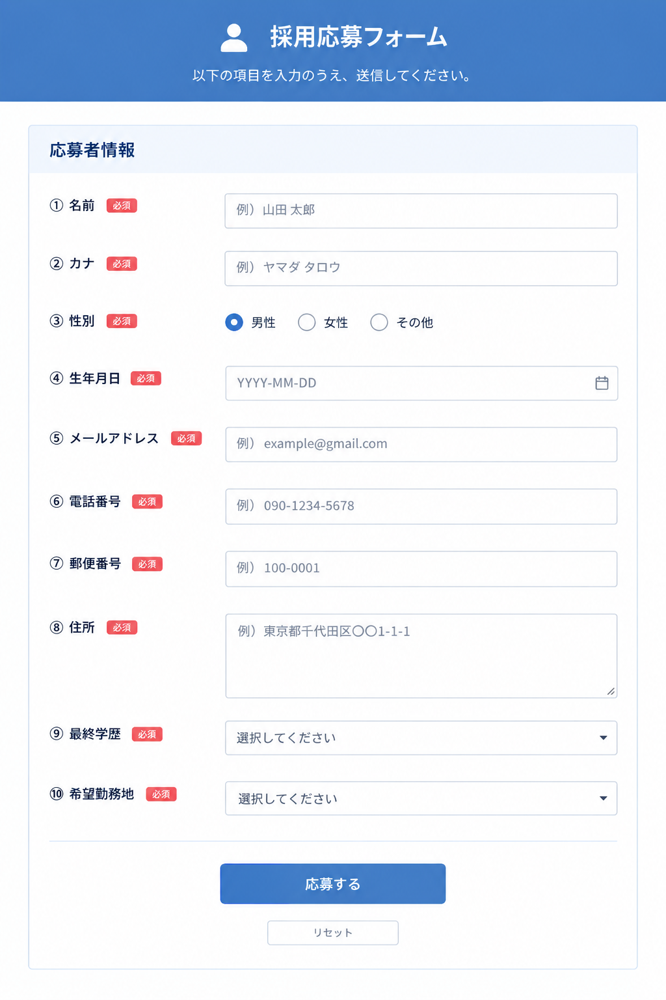 採用応募フォーム
以下の項目を入力のうえ、送信してください。
応募者情報
① 名前 必須
例）山田 太郎
② カナ 必須
例）ヤマダ タロウ
③ 性別 必須
男性 女性 その他
④ 生年月日 必須
YYYY-MM-DD
⑤ メールアドレス 必須
例）example@gmail.com
⑥ 電話番号 必須
例）090-1234-5678
⑦ 郵便番号 必須
例）100-0001
⑧ 住所 必須
例）東京都千代田区〇〇1-1-1
⑨ 最終学歴 必須
選択してください
⑩ 希望勤務地 必須
選択してください
応募する
リセット